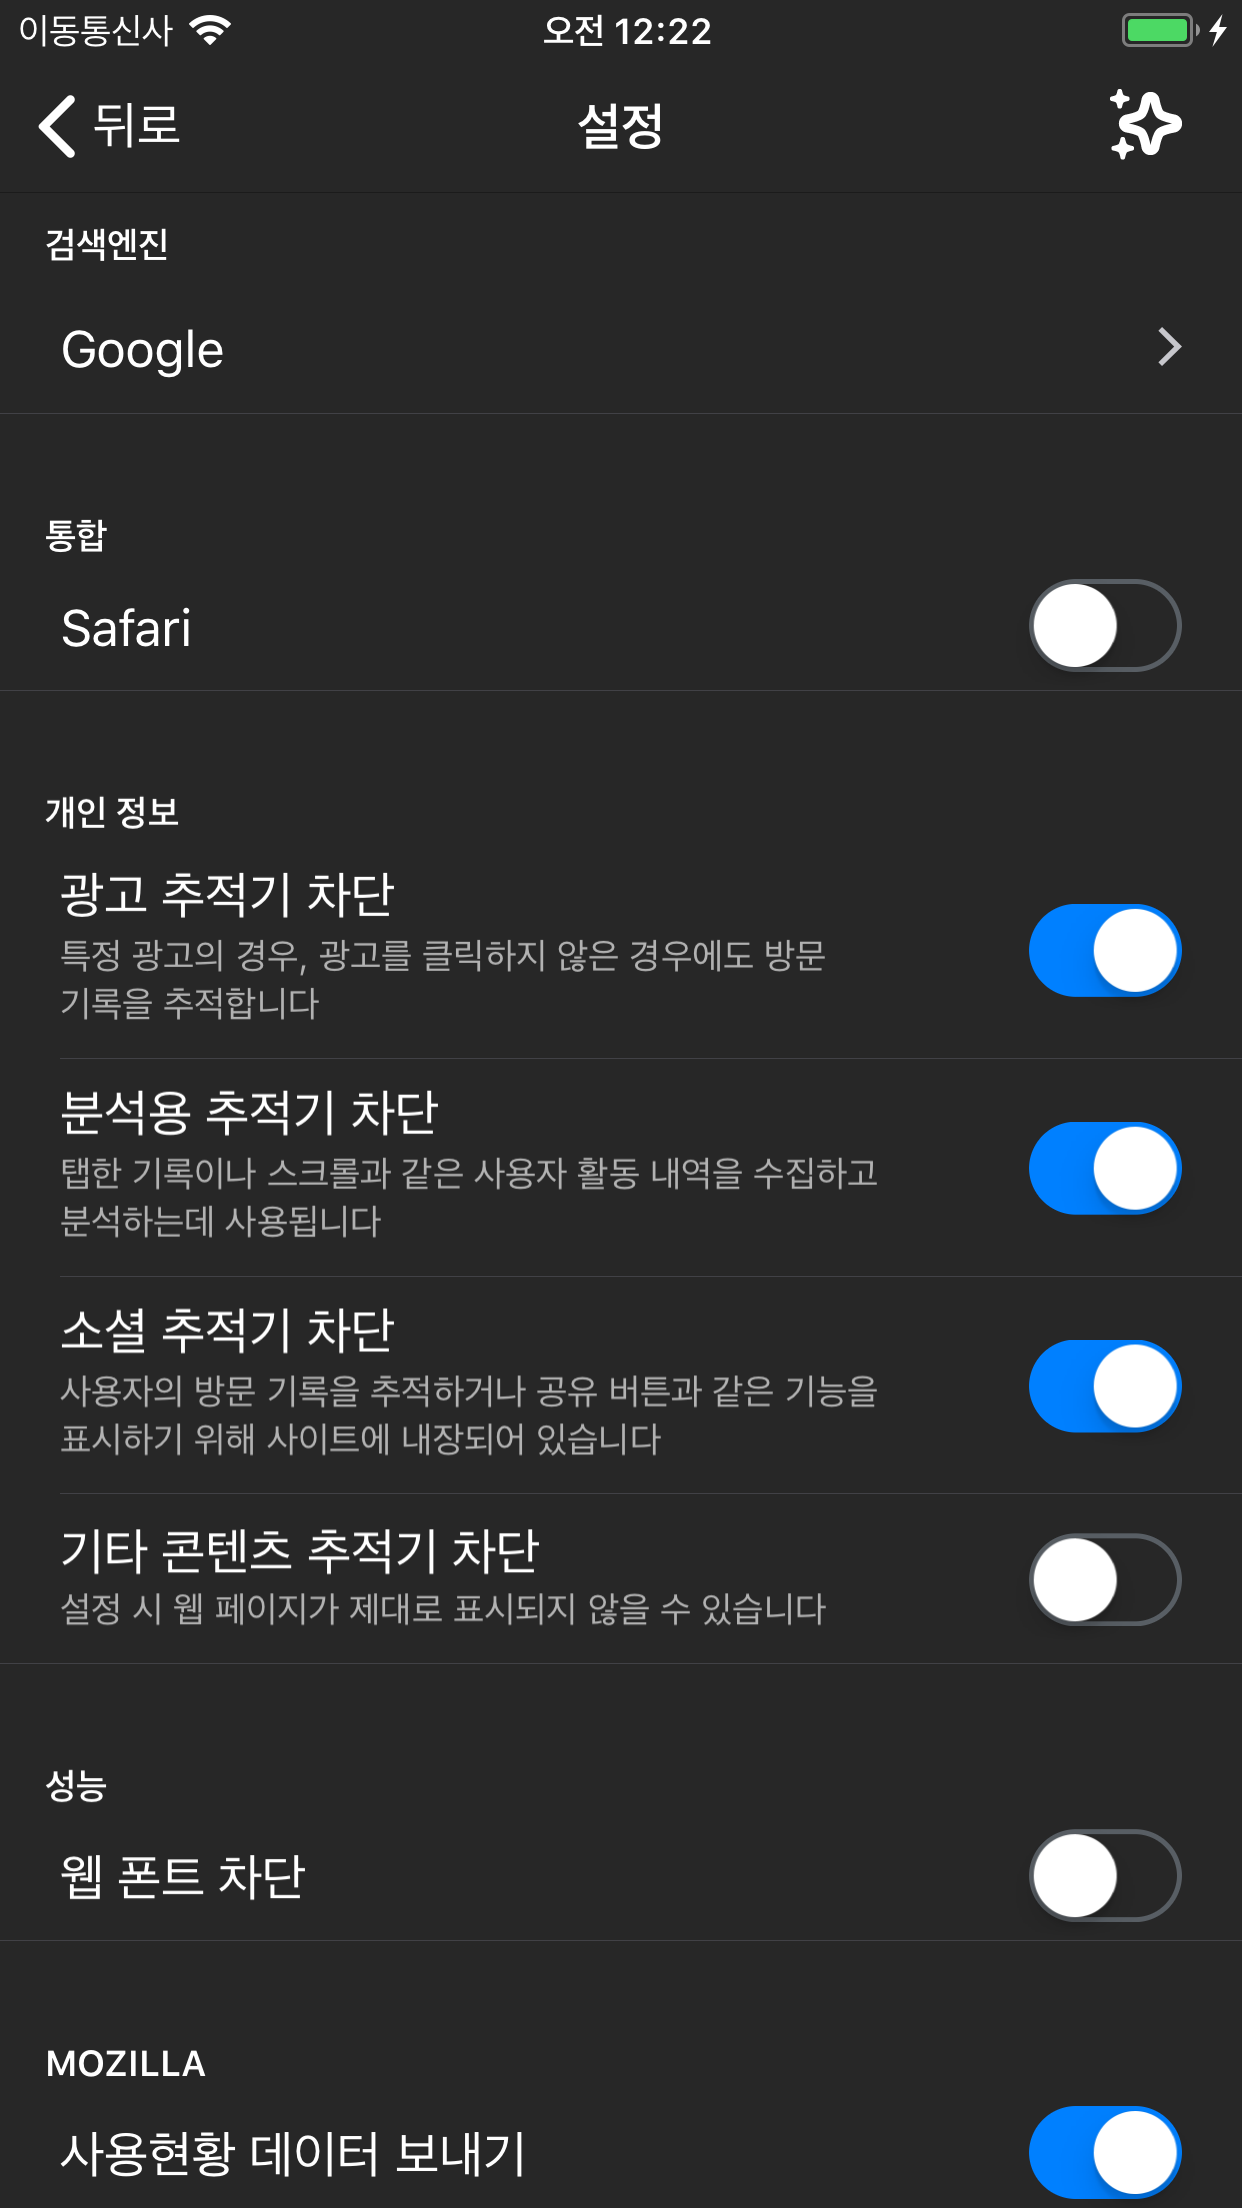 이동통신사
오전 12:22
뒤로
설정
검색엔진
Google
통합
Safari
개인 정보
광고 추적기 차단
특정 광고의 경우, 광고를 클릭하지 않은 경우에도 방문
기록을 추적합니다
분석용 추적기 차단
탭한 기록이나 스크롤과 같은 사용자 활동 내역을 수집하고
분석하는데 사용됩니다
소셜 추적기 차단
사용자의 방문 기록을 추적하거나 공유 버튼과 같은 기능을
표시하기 위해 사이트에 내장되어 있습니다
기타 콘텐츠 추적기 차단
설정 시 웹 페이지가 제대로 표시되지 않을 수 있습니다
성능
웹 폰트 차단
MOZILLA
사용현황 데이터 보내기